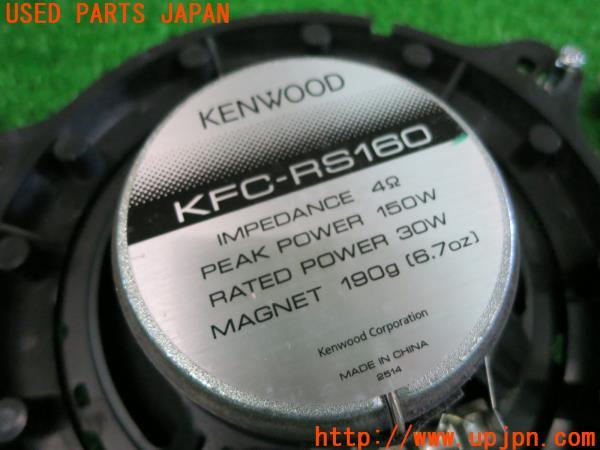 USED PARTS JAPAN
KENWOOD
KFC-RS160
IMPEDANCE 4Ω
PEAK POWER 150W
RATED POWER 30W
MAGNET 190g (6.7oz)
Kenwood Corporation
MADE IN CHINA
2514
http://www.upjpn.com/